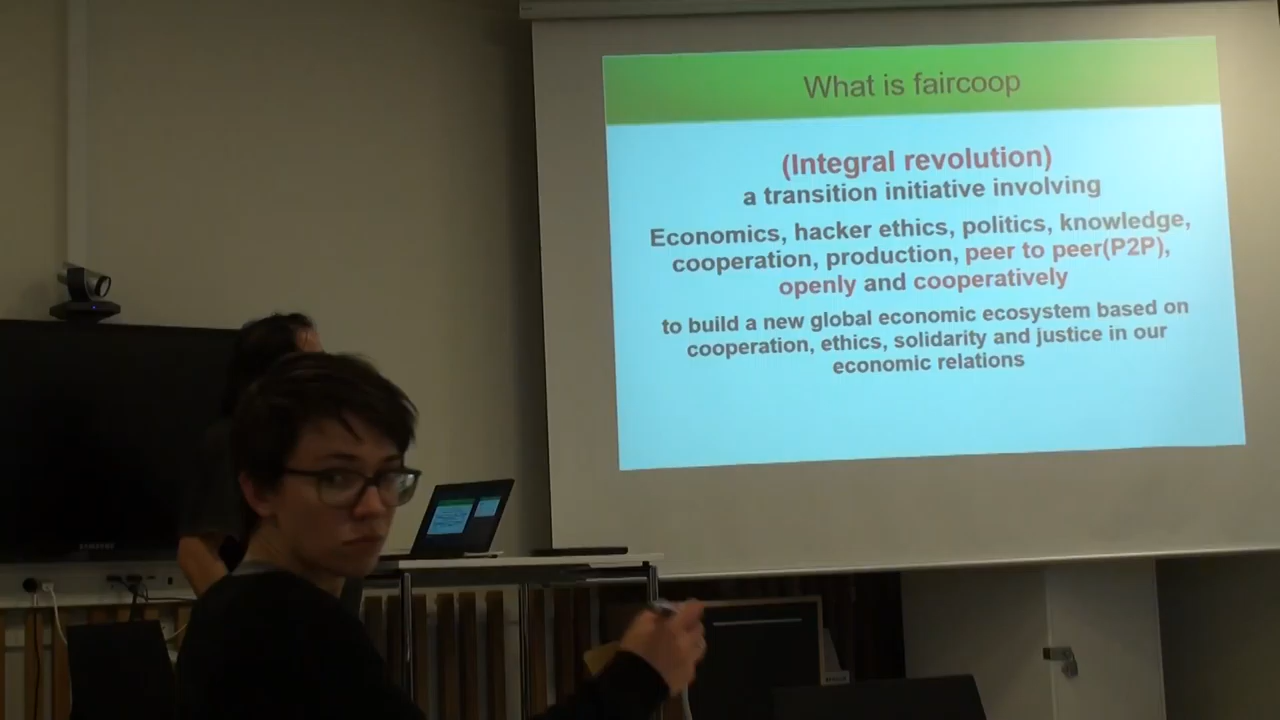 What is faircoop
(Integral revolution)
a transition initiative involving
Economics, hacker ethics, politics, knowledge,
cooperation, production, peer to peer(P2P),
openly and cooperatively
to build a new global economic ecosystem based on
cooperation, ethics, solidarity and justice in our
economic relations
SAMSUNG